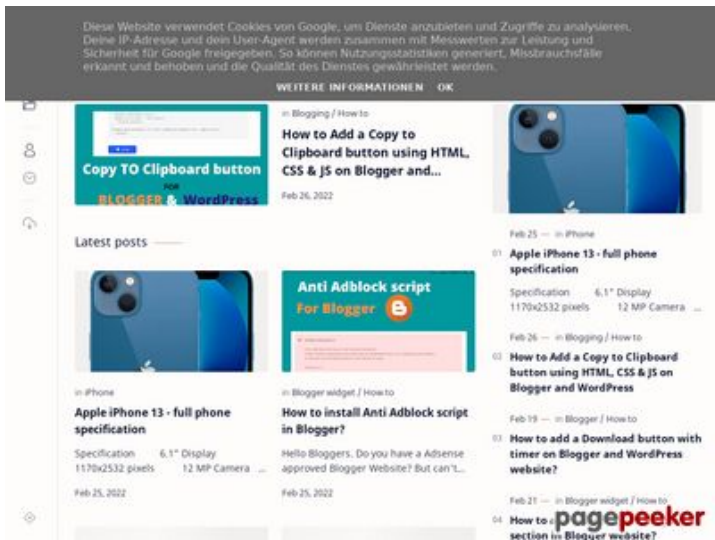 Diese Website verwendet Cookies von Google, um Dienste anzubieten und Zugriffe zu analysieren.
Deine IP-Adresse und dein User-Agent werden zusammen mit Messwerten zur Leistung und
Sicherheit für Google freigegeben. So können Nutzungsstatistiken generiert, Missbrauchsfälle
erkannt und behoben und die Qualität des Dienstes gewährleistet werden.
WEITERE INFORMATIONEN OK
Copy TO Clipboard button
FOR
BLOGGER & WordPress
in Blogging / How to
How to Add a Copy to
Clipboard button using HTML,
CSS & JS on Blogger and...
Feb 26, 2022
Latest posts
in iPhone
Apple iPhone 13 - full phone
specification
Specification 6.1" Display
1170x2532 pixels 12 MP Camera ...
Feb 25, 2022
Anti Adblock script
For Blogger
in Blogger widget / How to
How to install Anti Adblock script
in Blogger?
Hello Bloggers. Do you have a Adsense
approved Blogger Website? But can't...
Feb 25, 2022
Feb 25 — in iPhone
01 Apple iPhone 13 - full phone
specification
Specification 6.1" Display
1170x2532 pixels 12 MP Camera ...
Feb 26 — in Blogging / How to
02 How to Add a Copy to Clipboard
button using HTML, CSS & JS on
Blogger and WordPress
Feb 19 — in Blogger / How to
03 How to add a Download button with
timer on Blogger and WordPress
website?
Feb 21 — in Blogger widget / How to
04 How to
section in Blogger website?
pagepeeker